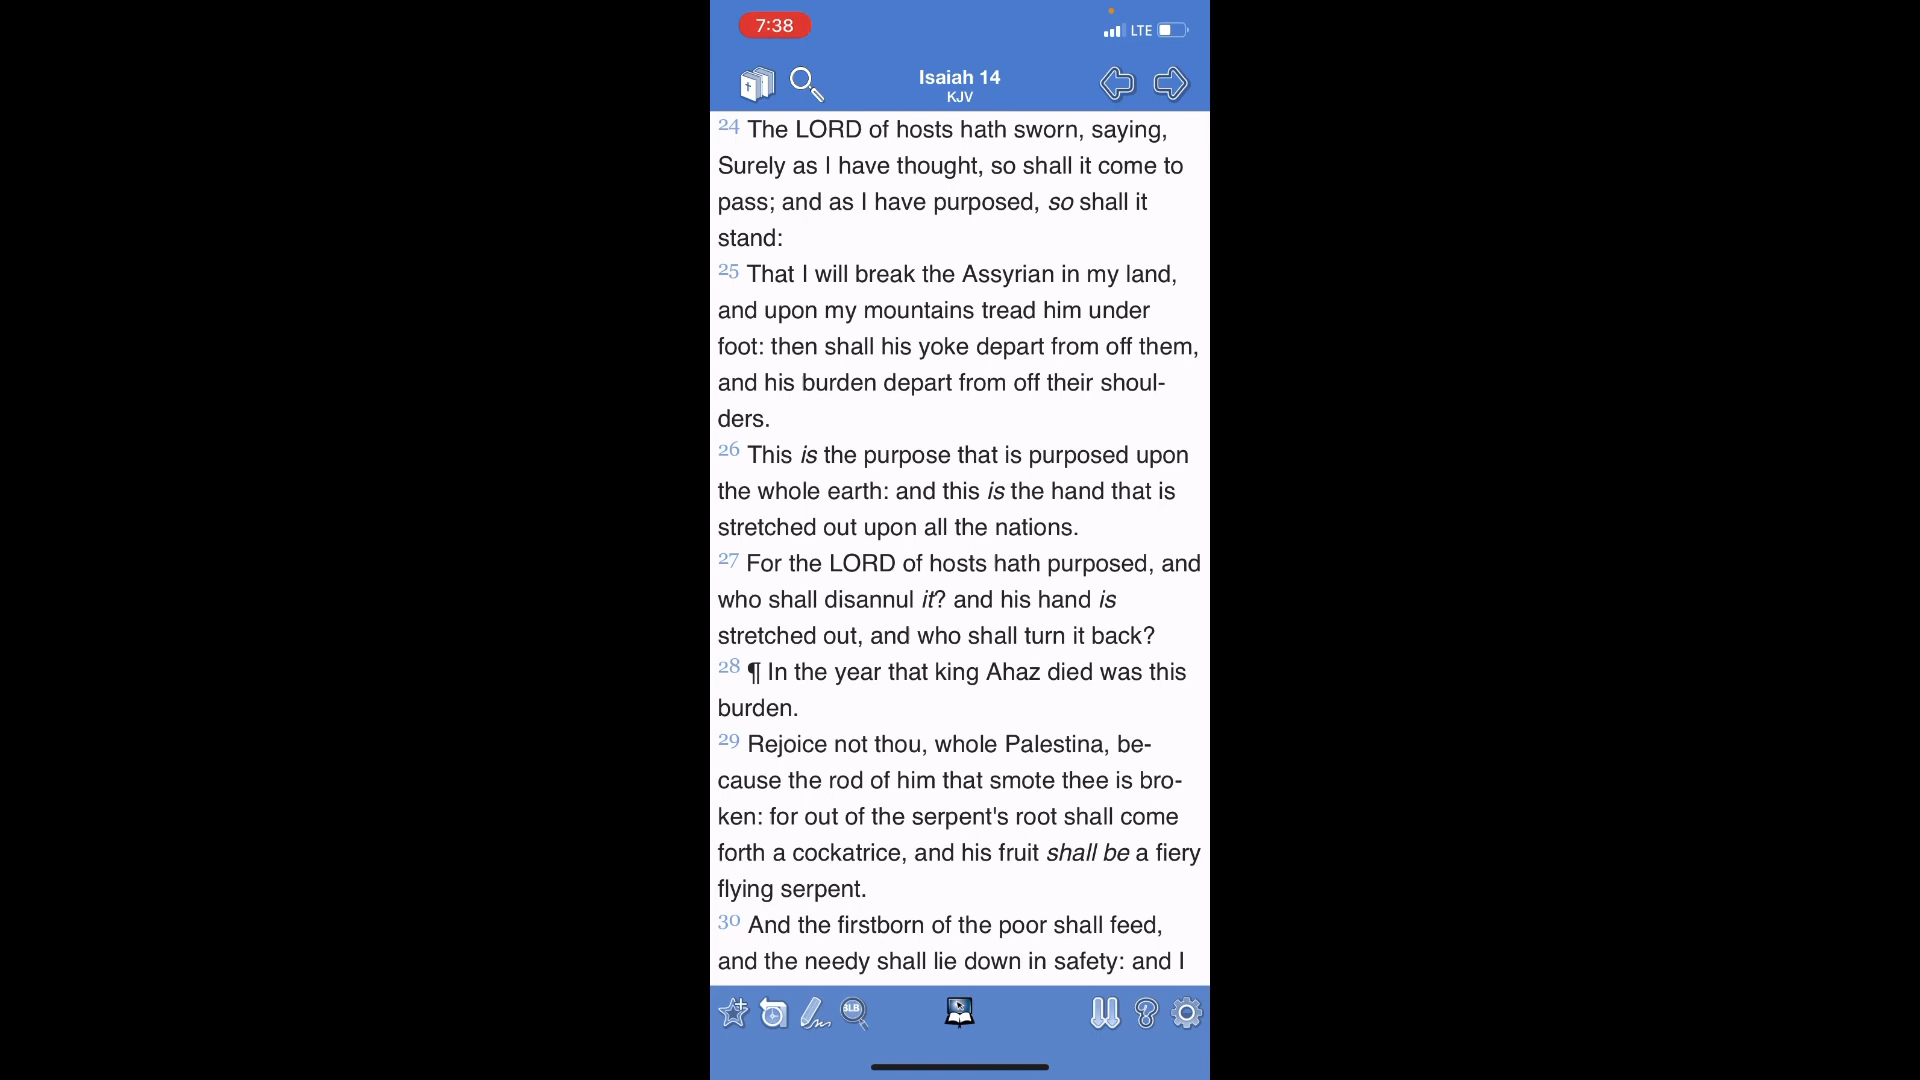 7:38
LTE
Isaiah 14
KJV
24 The LORD of hosts hath sworn, saying,
Surely as I have thought, so shall it come to
pass; and as I have purposed, so shall it
stand:
25 That I will break the Assyrian in my land,
and upon my mountains tread him under
foot: then shall his yoke depart from off them,
and his burden depart from off their shoul-
ders.
26 This is the purpose that is purposed upon
the whole earth: and this is the hand that is
stretched out upon all the nations.
27 For the LORD of hosts hath purposed, and
who shall disannul it? and his hand is
stretched out, and who shall turn it back?
28 ¶ In the year that king Ahaz died was this
burden.
29 Rejoice not thou, whole Palestina, be-
cause the rod of him that smote thee is bro-
ken: for out of the serpent's root shall come
forth a cockatrice, and his fruit shall be a fiery
flying serpent.
30 And the firstborn of the poor shall feed,
and the needy shall lie down in safety: and I
BLB